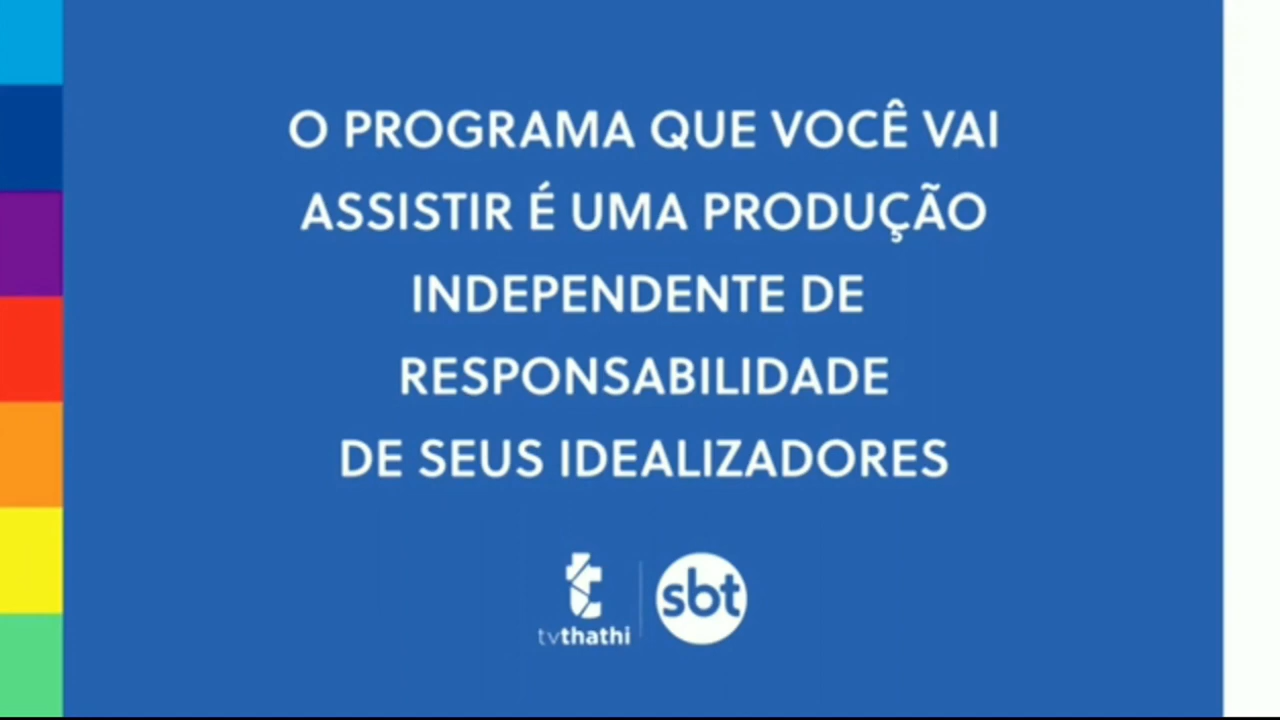 O PROGRAMA QUE VOCÊ VAI
ASSISTIR É UMA PRODUÇÃO
INDEPENDENTE DE
RESPONSABILIDADE
DE SEUS IDEALIZADORES
tvthathi
sbt